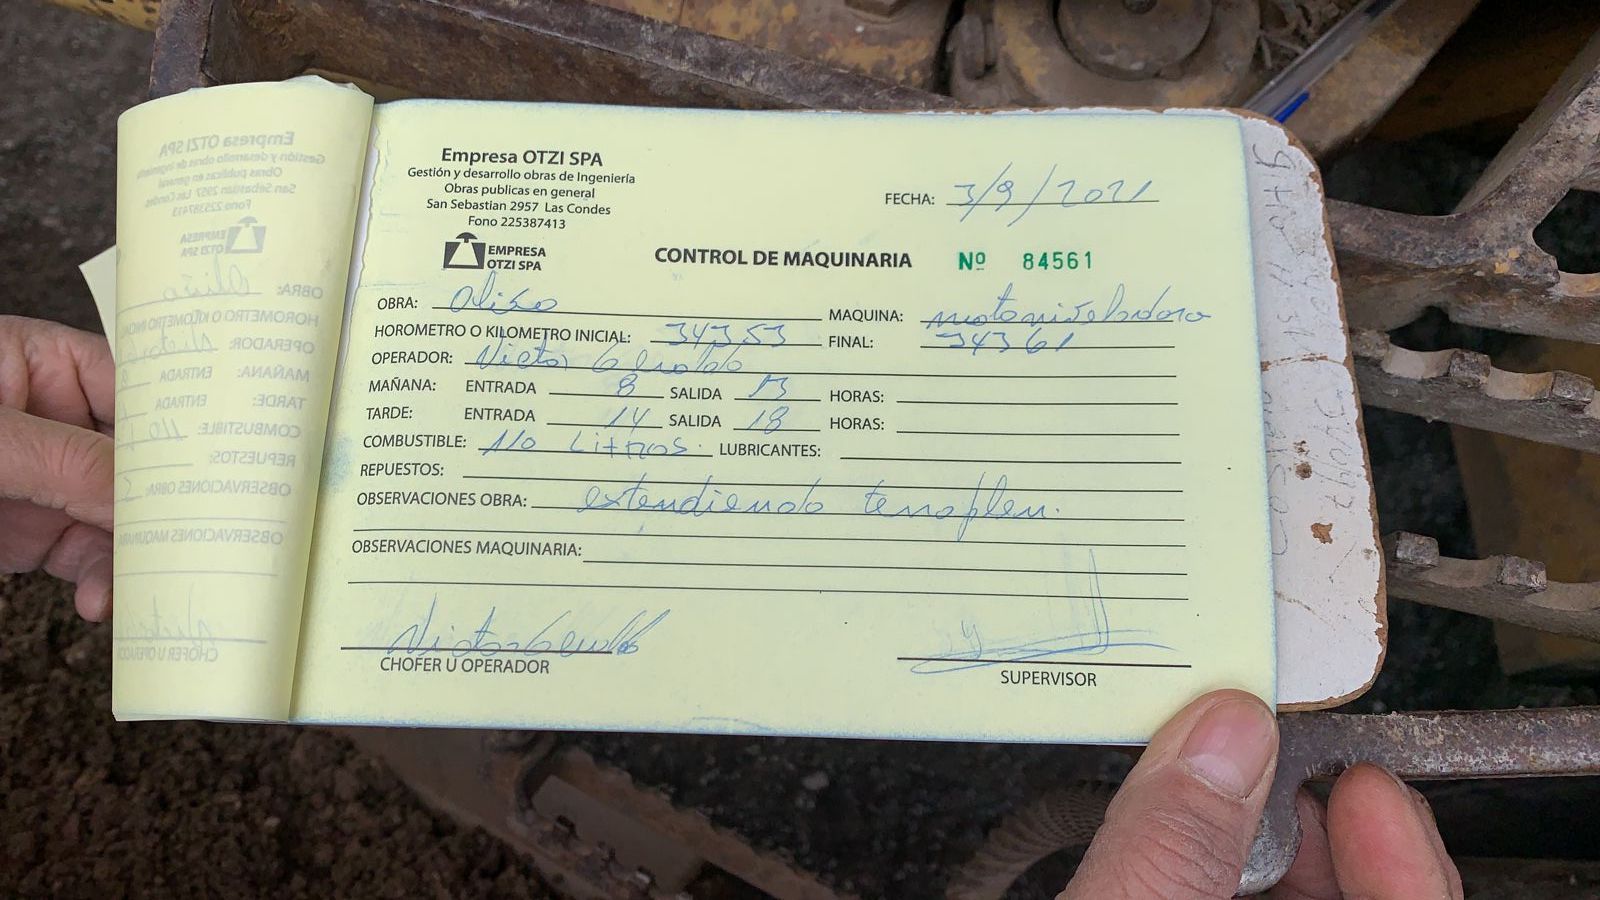 Empresa OTZI SPA
Gestión y desarrollo obras de Ingeniería
Obras publicas en general
San Sebastian 2957 Las Condes
Fono 225387413
EMPRESA
OTZI SPA
FECHA: 3/9/2021
CONTROL DE MAQUINARIA Nº 84561
OBRA: MAQUINA: motoniveladora
HOROMETRO O KILOMETRO INICIAL: 34353 FINAL: 34361
OPERADOR: Victor
MAÑANA: ENTRADA 8 SALIDA 13 HORAS:
TARDE: ENTRADA 14 SALIDA 18 HORAS:
COMBUSTIBLE: 110 Litros. LUBRICANTES:
REPUESTOS:
OBSERVACIONES OBRA: extendiendo terraplen.
OBSERVACIONES MAQUINARIA:
Victor
CHOFER U OPERADOR
SUPERVISOR